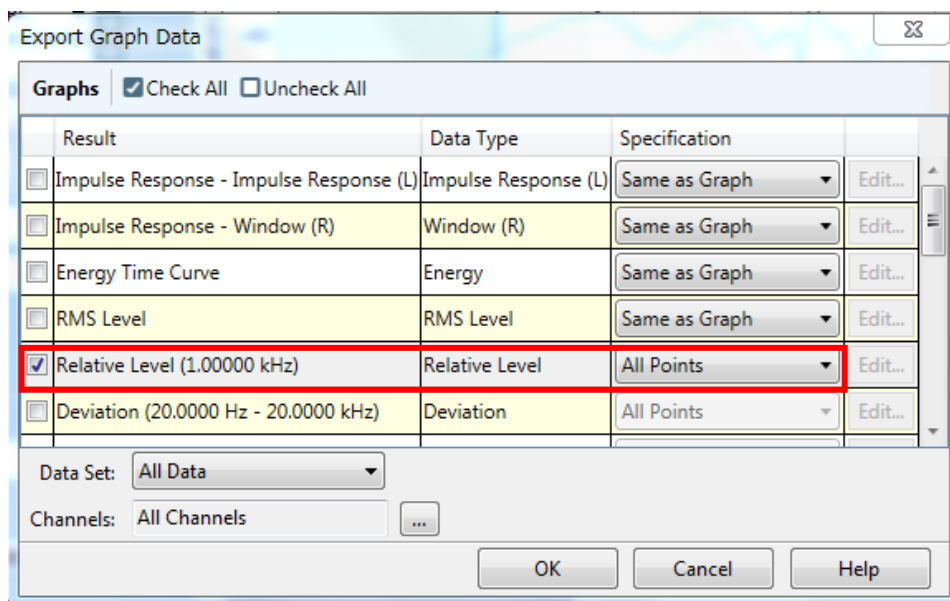 Export Graph Data
Graphs Check All Uncheck All
Result Data Type Specification
Impulse Response - Impulse Response (L) Impulse Response (L) Same as Graph Edit...
Impulse Response - Window (R) Window (R) Same as Graph Edit...
Energy Time Curve Energy Same as Graph Edit...
RMS Level RMS Level Same as Graph Edit...
Relative Level (1.00000 kHz) Relative Level All Points Edit...
Deviation (20.0000 Hz - 20.0000 kHz) Deviation All Points Edit...
Data Set: All Data
Channels: All Channels ...
OK Cancel Help